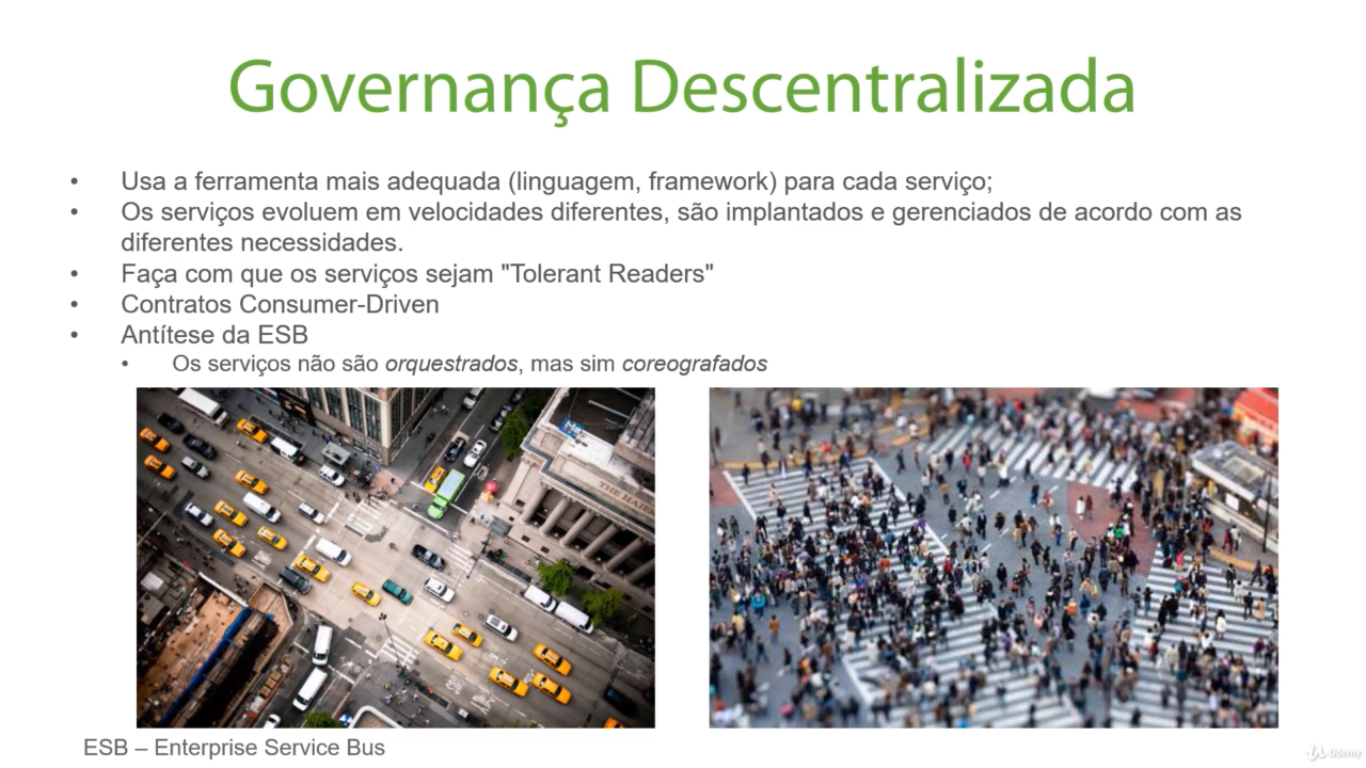 Governança Descentralizada
• Usa a ferramenta mais adequada (linguagem, framework) para cada serviço;
• Os serviços evoluem em velocidades diferentes, são implantados e gerenciados de acordo com as
diferentes necessidades.
• Faça com que os serviços sejam "Tolerant Readers"
• Contratos Consumer-Driven
• Antítese da ESB
• Os serviços não são orquestrados, mas sim coreografados
ESB – Enterprise Service Bus
Udemy